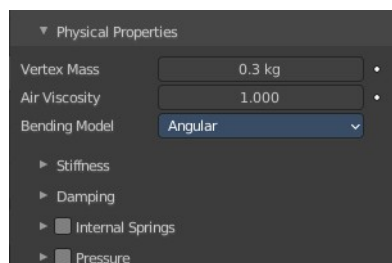 Physical Properties
Vertex Mass 0.3 kg
Air Viscosity 1.000
Bending Model Angular
Stiffness
Damping
Internal Springs
Pressure